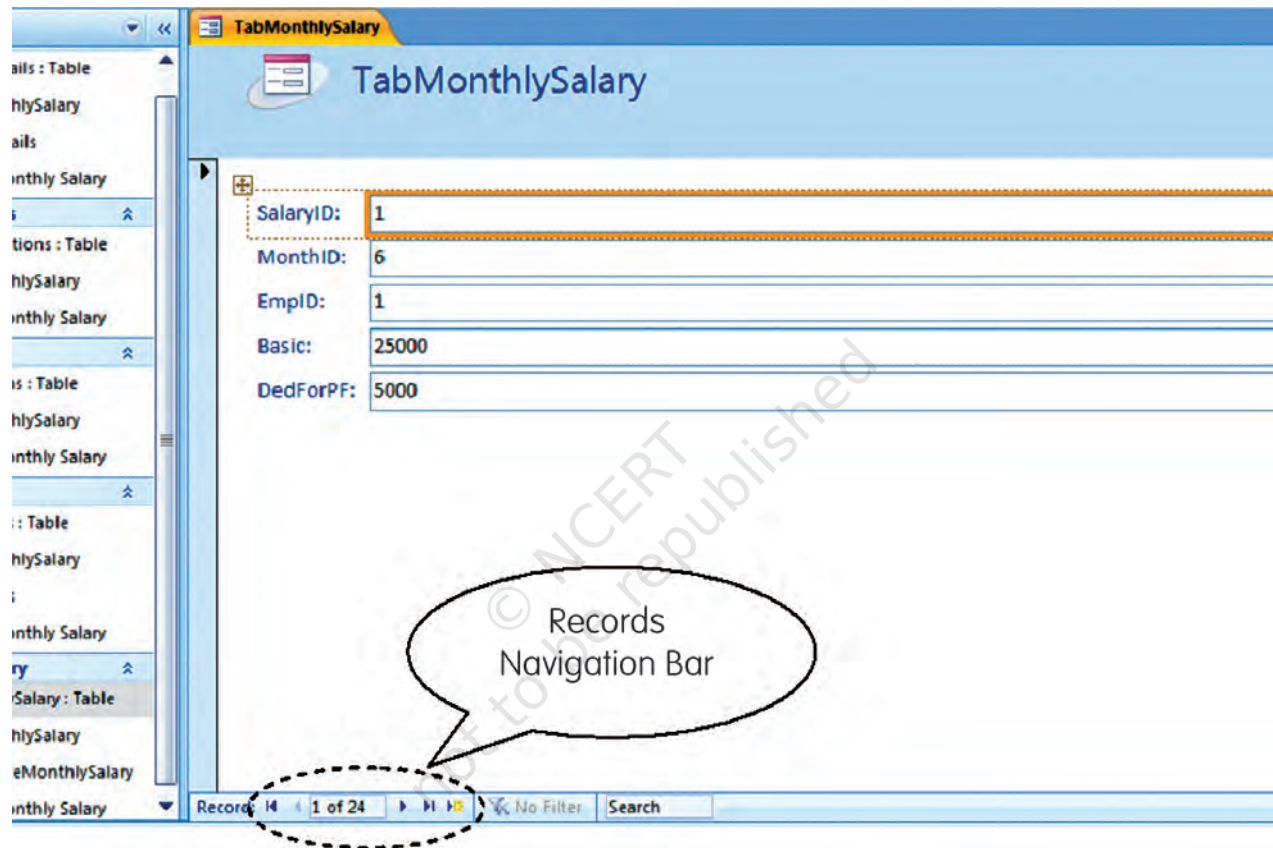 TabMonthlySalary
TabMonthlySalary
ails : Table
hlySalary
ails
onthly Salary
s
tions : Table
hlySalary
onthly Salary
s : Table
hlySalary
onthly Salary
: Table
hlySalary
s
onthly Salary
ry
Salary : Table
hlySalary
eMonthlySalary
onthly Salary
SalaryID: 1
MonthID: 6
EmpID: 1
Basic: 25000
DedForPF: 5000
© NCERT
not to be republished
Records
Navigation Bar
Record: 1 of 24 No Filter Search